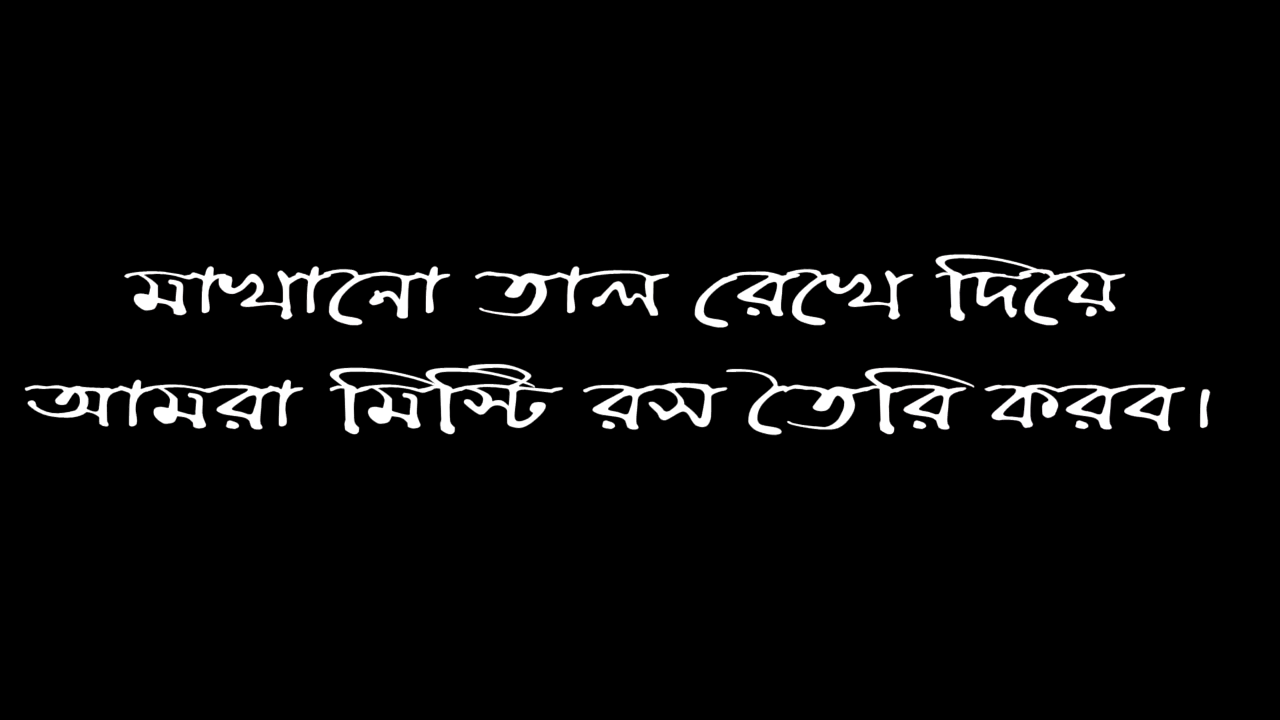 মাখানো তাল রেখে দিয়ে
আমরা মিস্টি রস তৈরি করব।